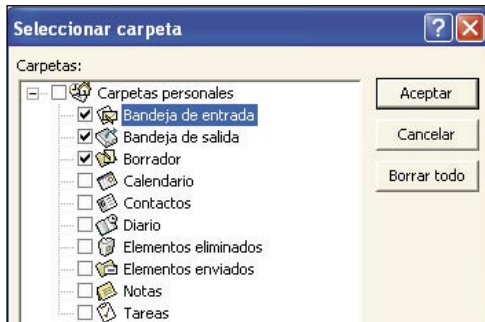 Seleccionar carpeta
Carpetas:
Carpetas personales
Bandeja de entrada
Bandeja de salida
Borrador
Calendario
Contactos
Diario
Elementos eliminados
Elementos enviados
Notas
Tareas
Aceptar
Cancelar
Borrar todo